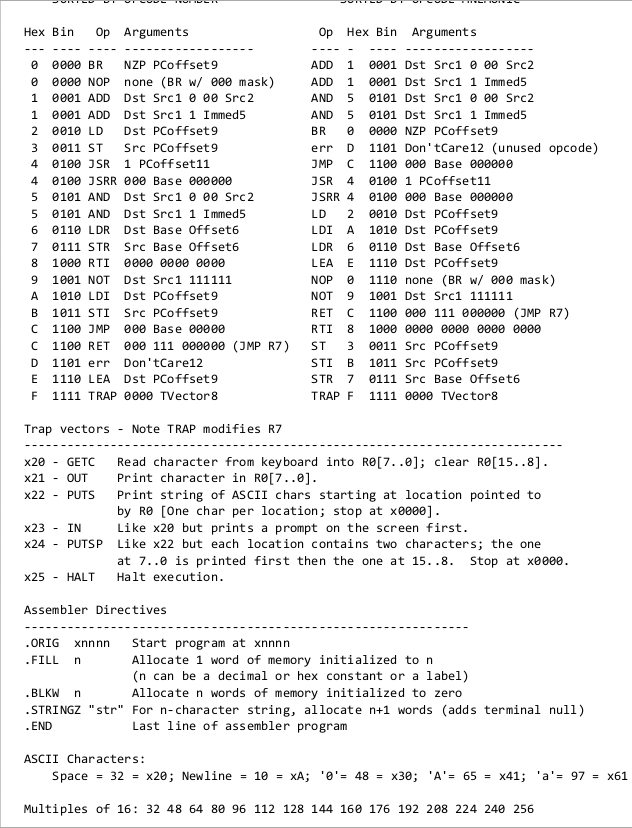 SORTED BY OPCODE NUMBER                SORTED BY OPCODE MNEMONIC
Hex Bin   Op  Arguments                  Op  Hex Bin  Arguments
--- ---- ---- ------------------        ---- - ---- ------------------
0  0000 BR   NZP PCoffset9              ADD  1  0001 Dst Src1 0 00 Src2
0  0000 NOP  none (BR w/ 000 mask)      ADD  1  0001 Dst Src1 1 Immed5
1  0001 ADD  Dst Src1 0 00 Src2         AND  5  0101 Dst Src1 0 00 Src2
1  0001 ADD  Dst Src1 1 Immed5          AND  5  0101 Dst Src1 1 Immed5
2  0010 LD   Dst PCoffset9              BR   0  0000 NZP PCoffset9
3  0011 ST   Src PCoffset9              err  D  1101 Don'tCare12 (unused opcode)
4  0100 JSR  1 PCoffset11               JMP  C  1100 000 Base 000000
4  0100 JSRR 000 Base 000000            JSR  4  0100 1 PCoffset11
5  0101 AND  Dst Src1 0 00 Src2         JSRR 4  0100 000 Base 000000
5  0101 AND  Dst Src1 1 Immed5          LD   2  0010 Dst PCoffset9
6  0110 LDR  Dst Base Offset6           LDI  A  1010 Dst PCoffset9
7  0111 STR  Src Base Offset6           LDR  6  0110 Dst Base Offset6
8  1000 RTI  0000 0000 0000             LEA  E  1110 Dst PCoffset9
9  1001 NOT  Dst Src1 111111            NOP  0  1110 none (BR w/ 000 mask)
A  1010 LDI  Dst PCoffset9              NOT  9  1001 Dst Src1 111111
B  1011 STI  Src PCoffset9              RET  C  1100 000 111 000000 (JMP R7)
C  1100 JMP  000 Base 00000             RTI  8  1000 0000 0000 0000 0000
C  1100 RET  000 111 000000 (JMP R7)    ST   3  0011 Src PCoffset9
D  1101 err  Don'tCare12                STI  B  1011 Src PCoffset9
E  1110 LEA  Dst PCoffset9              STR  7  0111 Src Base Offset6
F  1111 TRAP 0000 TVector8              TRAP F  1111 0000 TVector8
Trap vectors - Note TRAP modifies R7
---------------------------------------------------------------------------
x20 - GETC   Read character from keyboard into R0[7..0]; clear R0[15..8].
x21 - OUT    Print character in R0[7..0].
x22 - PUTS   Print string of ASCII chars starting at location pointed to
             by R0 [One char per location; stop at x0000].
x23 - IN     Like x20 but prints a prompt on the screen first.
x24 - PUTSP  Like x22 but each location contains two characters; the one
             at 7..0 is printed first then the one at 15..8.  Stop at x0000.
x25 - HALT   Halt execution.
Assembler Directives
--------------------------------------------------------------
.ORIG  xnnnn   Start program at xnnnn
.FILL  n       Allocate 1 word of memory initialized to n
               (n can be a decimal or hex constant or a label)
.BLKW  n       Allocate n words of memory initialized to zero
.STRINGZ "str" For n-character string, allocate n+1 words (adds terminal null)
.END           Last line of assembler program
ASCII Characters:
    Space = 32 = x20; Newline = 10 = xA; '0'= 48 = x30; 'A'= 65 = x41; 'a'= 97 = x61
Multiples of 16: 32 48 64 80 96 112 128 144 160 176 192 208 224 240 256